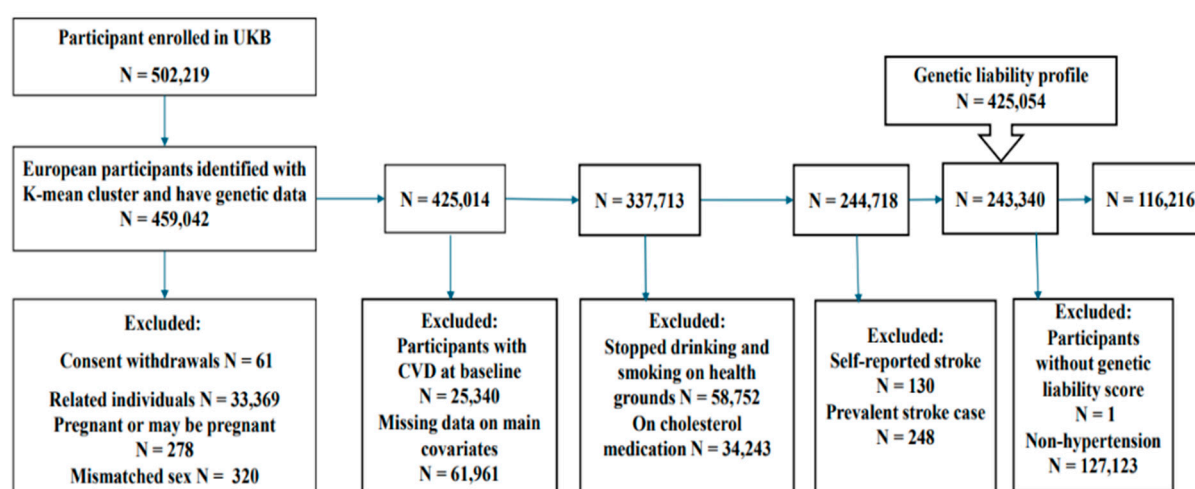 Participant enrolled in UKB
N = 502,219
Genetic liability profile
N = 425,054
European participants identified with
K-mean cluster and have genetic data
N = 459,042
N = 425,014
N = 337,713
N = 244,718
N = 243,340
N = 116,216
Excluded:
Consent withdrawals N = 61
Related individuals N = 33,369
Pregnant or may be pregnant
N = 278
Mismatched sex N = 320
Excluded:
Participants with
CVD at baseline
N = 25,340
Missing data on main
covariates
N = 61,961
Excluded:
Stopped drinking and
smoking on health
grounds N = 58,752
On cholesterol
medication N = 34,243
Excluded:
Self-reported stroke
N = 130
Prevalent stroke case
N = 248
Excluded:
Participants
without genetic
liability score
N = 1
Non-hypertension
N = 127,123